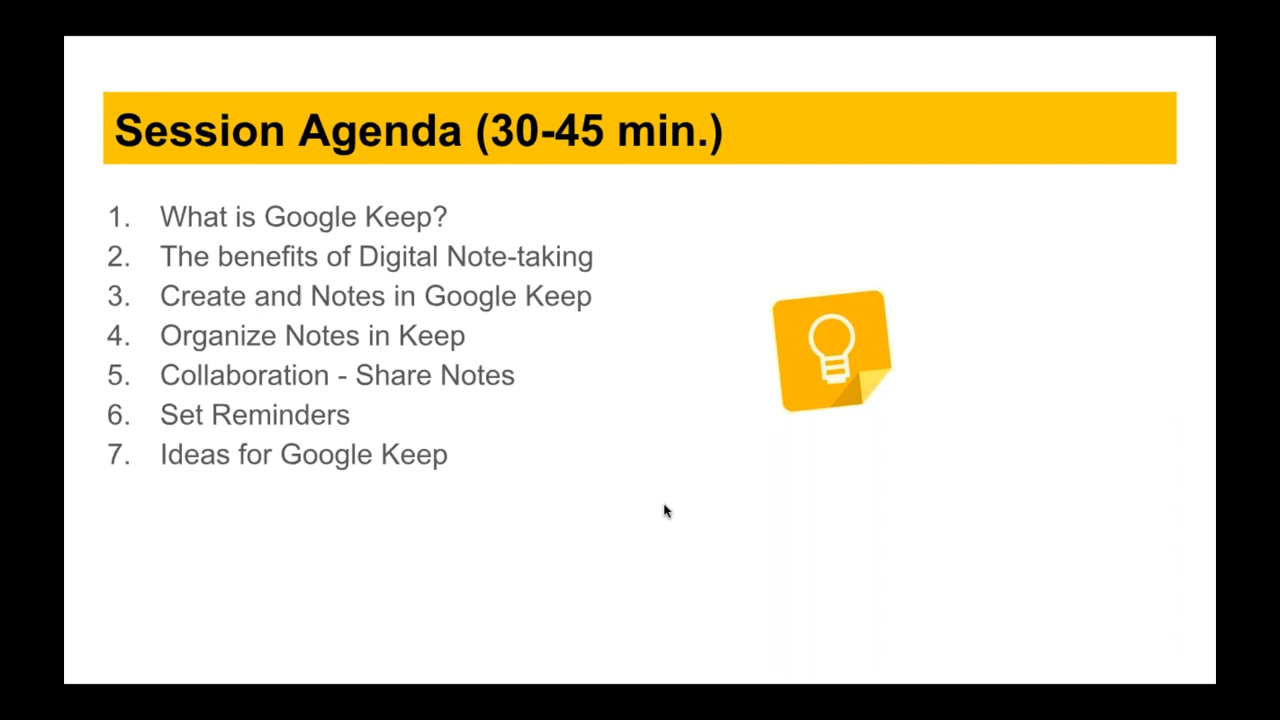 Session Agenda (30-45 min.)
1. What is Google Keep?
2. The benefits of Digital Note-taking
3. Create and Notes in Google Keep
4. Organize Notes in Keep
5. Collaboration - Share Notes
6. Set Reminders
7. Ideas for Google Keep